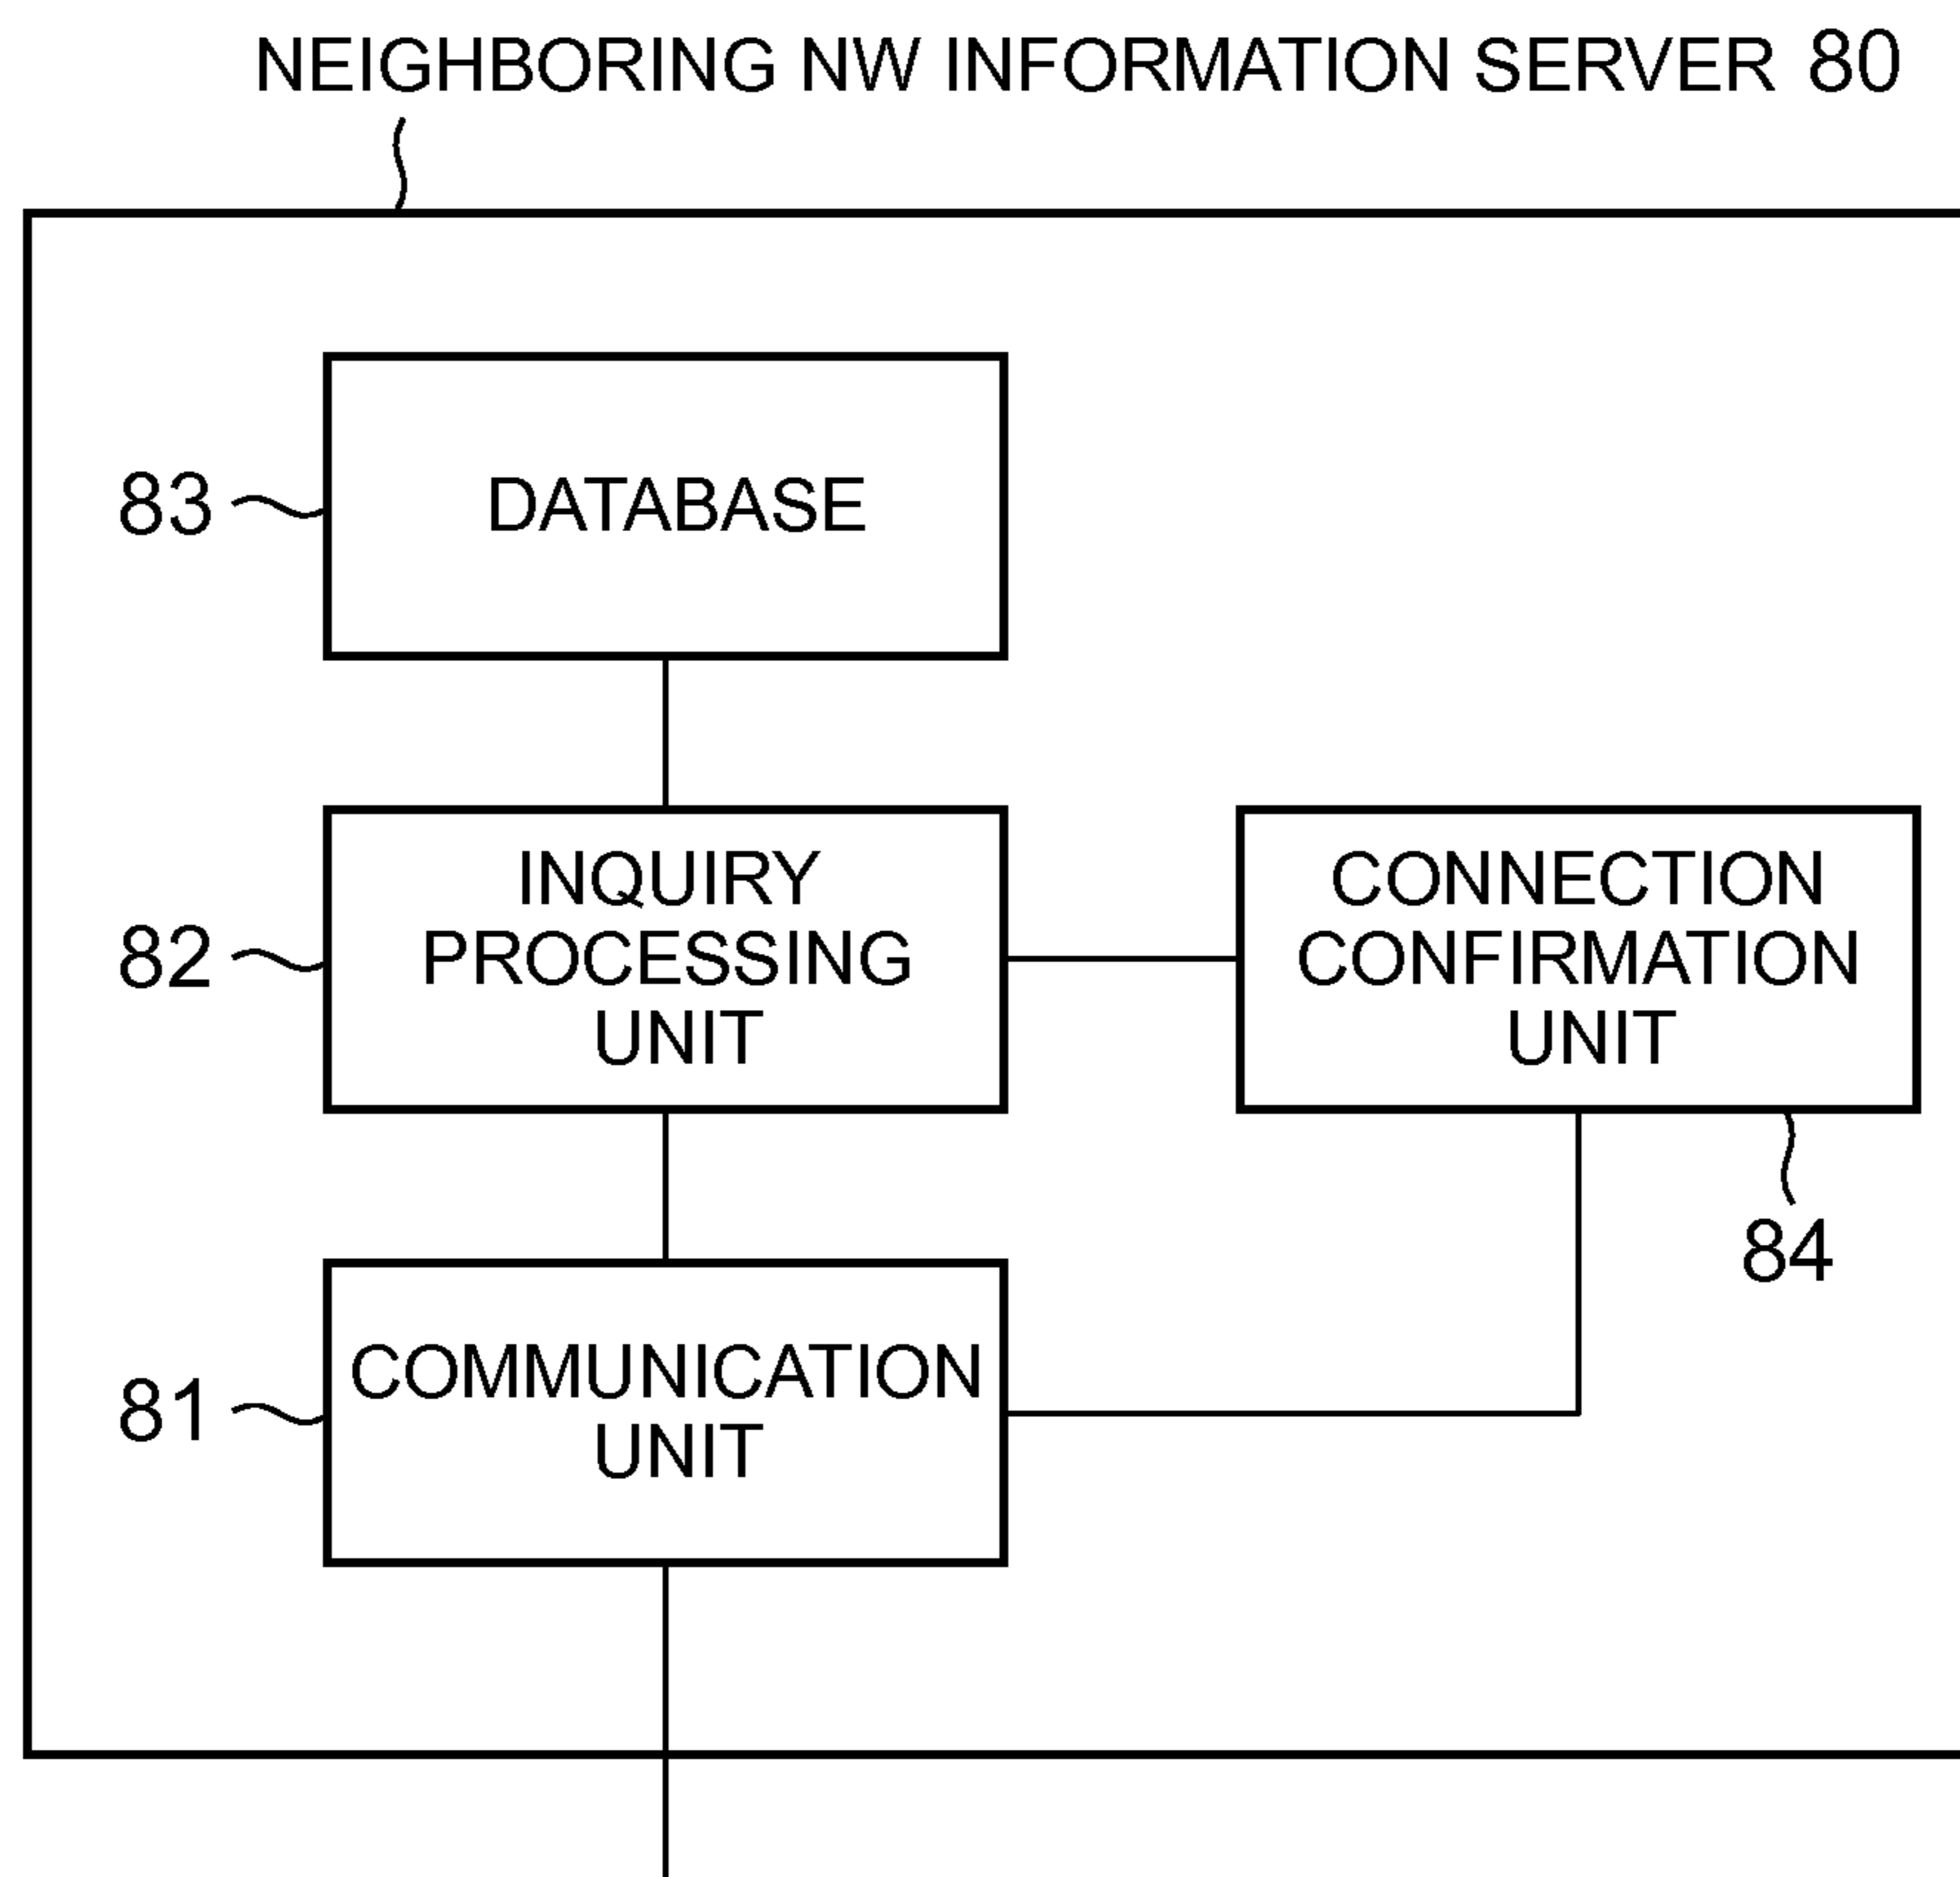 NEIGHBORING NW INFORMATION SERVER 80
83
DATABASE
82
INQUIRY
PROCESSING
UNIT
CONNECTION
CONFIRMATION
UNIT
84
81
COMMUNICATION
UNIT